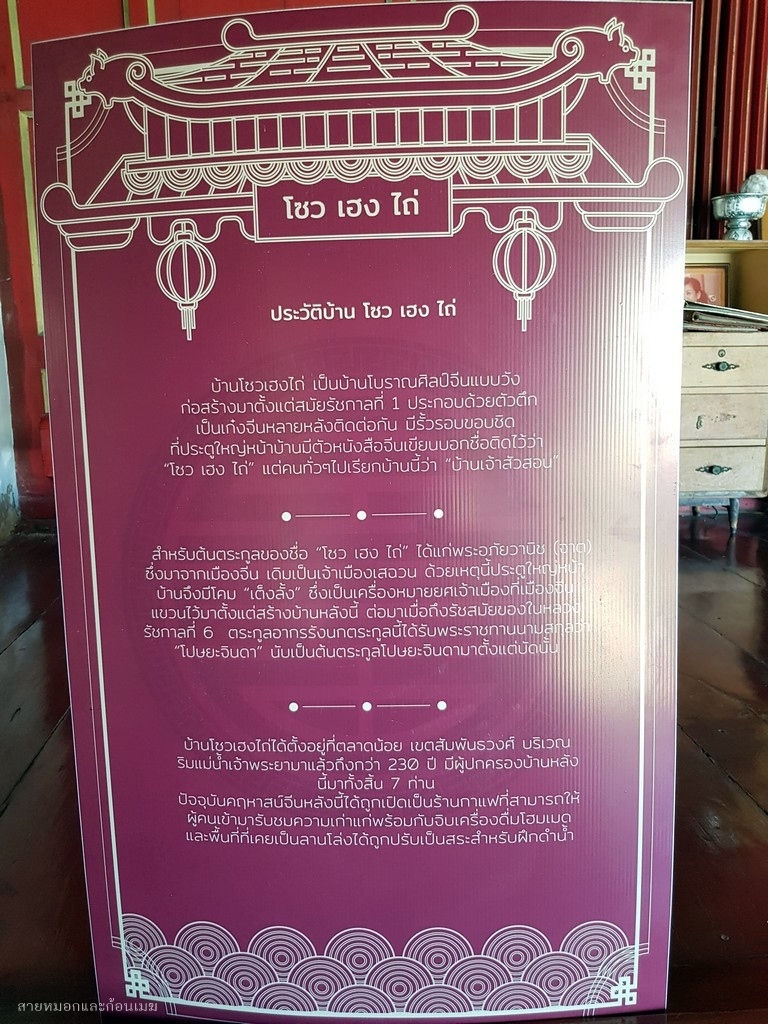 โซว เฮง ไถ่
ประวัติบ้าน โซว เฮง ไถ่
บ้านโซวเฮงไถ่ เป็นบ้านโบราณศิลป์จีนแบบวัง
ก่อสร้างมาตั้งแต่สมัยรัชกาลที่ 1 ประกอบด้วยตัวตึก
เป็นเก๋งจีนหลายหลังติดต่อกัน มีรั้วรอบขอบชิด
ที่ประตูใหญ่หน้าบ้านมีตัวหนังสือจีนเขียนบอกชื่อติดไว้ว่า
“โซว เฮง ไถ่” แต่คนทั่วๆไปเรียกบ้านนี้ว่า “บ้านเจ้าสัวสอน”
สำหรับต้นตระกูลของชื่อ “โซว เฮง ไถ่” ได้แก่พระอภัยวานิช (จาต)
ซึ่งมาจากเมืองจีน เดิมเป็นเจ้าเมืองเสฉวน ด้วยเหตุนี้ประตูใหญ่หน้า
บ้านจึงมีโคม “เต็งลั้ง” ซึ่งเป็นเครื่องหมายยศเจ้าเมืองที่เมืองจีน
แขวนไว้มาตั้งแต่สร้างบ้านหลังนี้ ต่อมาเมื่อถึงรัชสมัยของในหลวง
รัชกาลที่ 6 ตระกูลอากรรังนกตระกูลนี้ได้รับพระราชทานนามสกุลว่า
“โปษยะจินดา” นับเป็นต้นตระกูลโปษยะจินดามาตั้งแต่บัดนั้น
บ้านโซวเฮงไถ่ได้ตั้งอยู่ที่ตลาดน้อย เขตสัมพันธวงศ์ บริเวณ
ริมแม่น้ำเจ้าพระยามาแล้วถึงกว่า 230 ปี มีผู้ปกครองบ้านหลัง
นี้มาทั้งสิ้น 7 ท่าน
ปัจจุบันคฤหาสน์จีนหลังนี้ได้ถูกเปิดเป็นร้านกาแฟที่สามารถให้
ผู้คนเข้ามารับชมความเก่าแก่พร้อมกับจิบเครื่องดื่มโฮมเมด
และพื้นที่ที่เคยเป็นลานโล่งได้ถูกปรับเป็นสระสำหรับฝึกดำน้ำ
สายหมอกและก้อนเมฆ